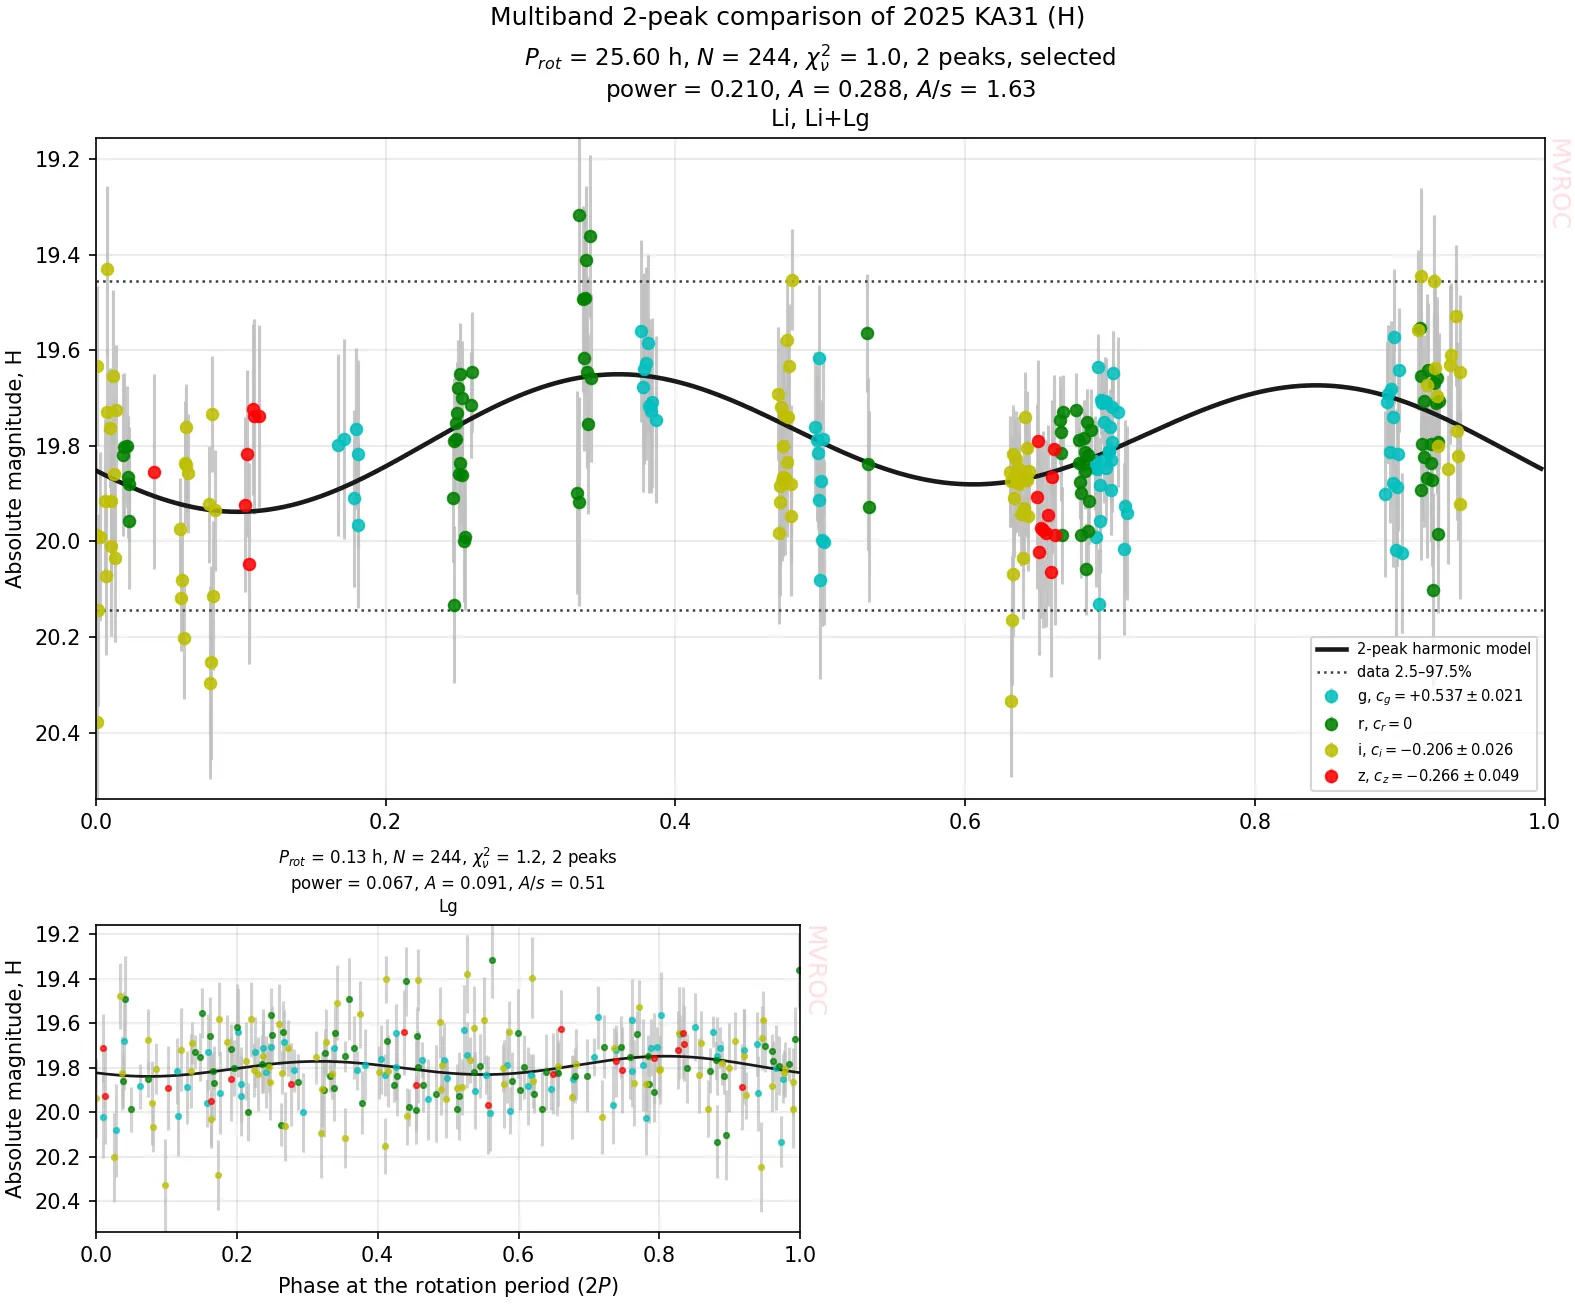 Multiband 2-peak comparison of 2025 KA31 (H)
P_rot = 25.60 h, N = 244, χ²_ν = 1.0, 2 peaks, selected
power = 0.210, A = 0.288, A/s = 1.63
Li, Li+Lg
MVROC
Absolute magnitude, H
19.2
19.4
19.6
19.8
20.0
20.2
20.4
2-peak harmonic model
data 2.5–97.5%
g, c_g = +0.537 ± 0.021
r, c_r = 0
i, c_i = −0.206 ± 0.026
z, c_z = −0.266 ± 0.049
0.0 0.2 0.4 0.6 0.8 1.0
P_rot = 0.13 h, N = 244, χ²_ν = 1.2, 2 peaks
power = 0.067, A = 0.091, A/s = 0.51
Lg
MVROC
Absolute magnitude, H
19.2
19.4
19.6
19.8
20.0
20.2
20.4
0.0 0.2 0.4 0.6 0.8 1.0
Phase at the rotation period (2P)